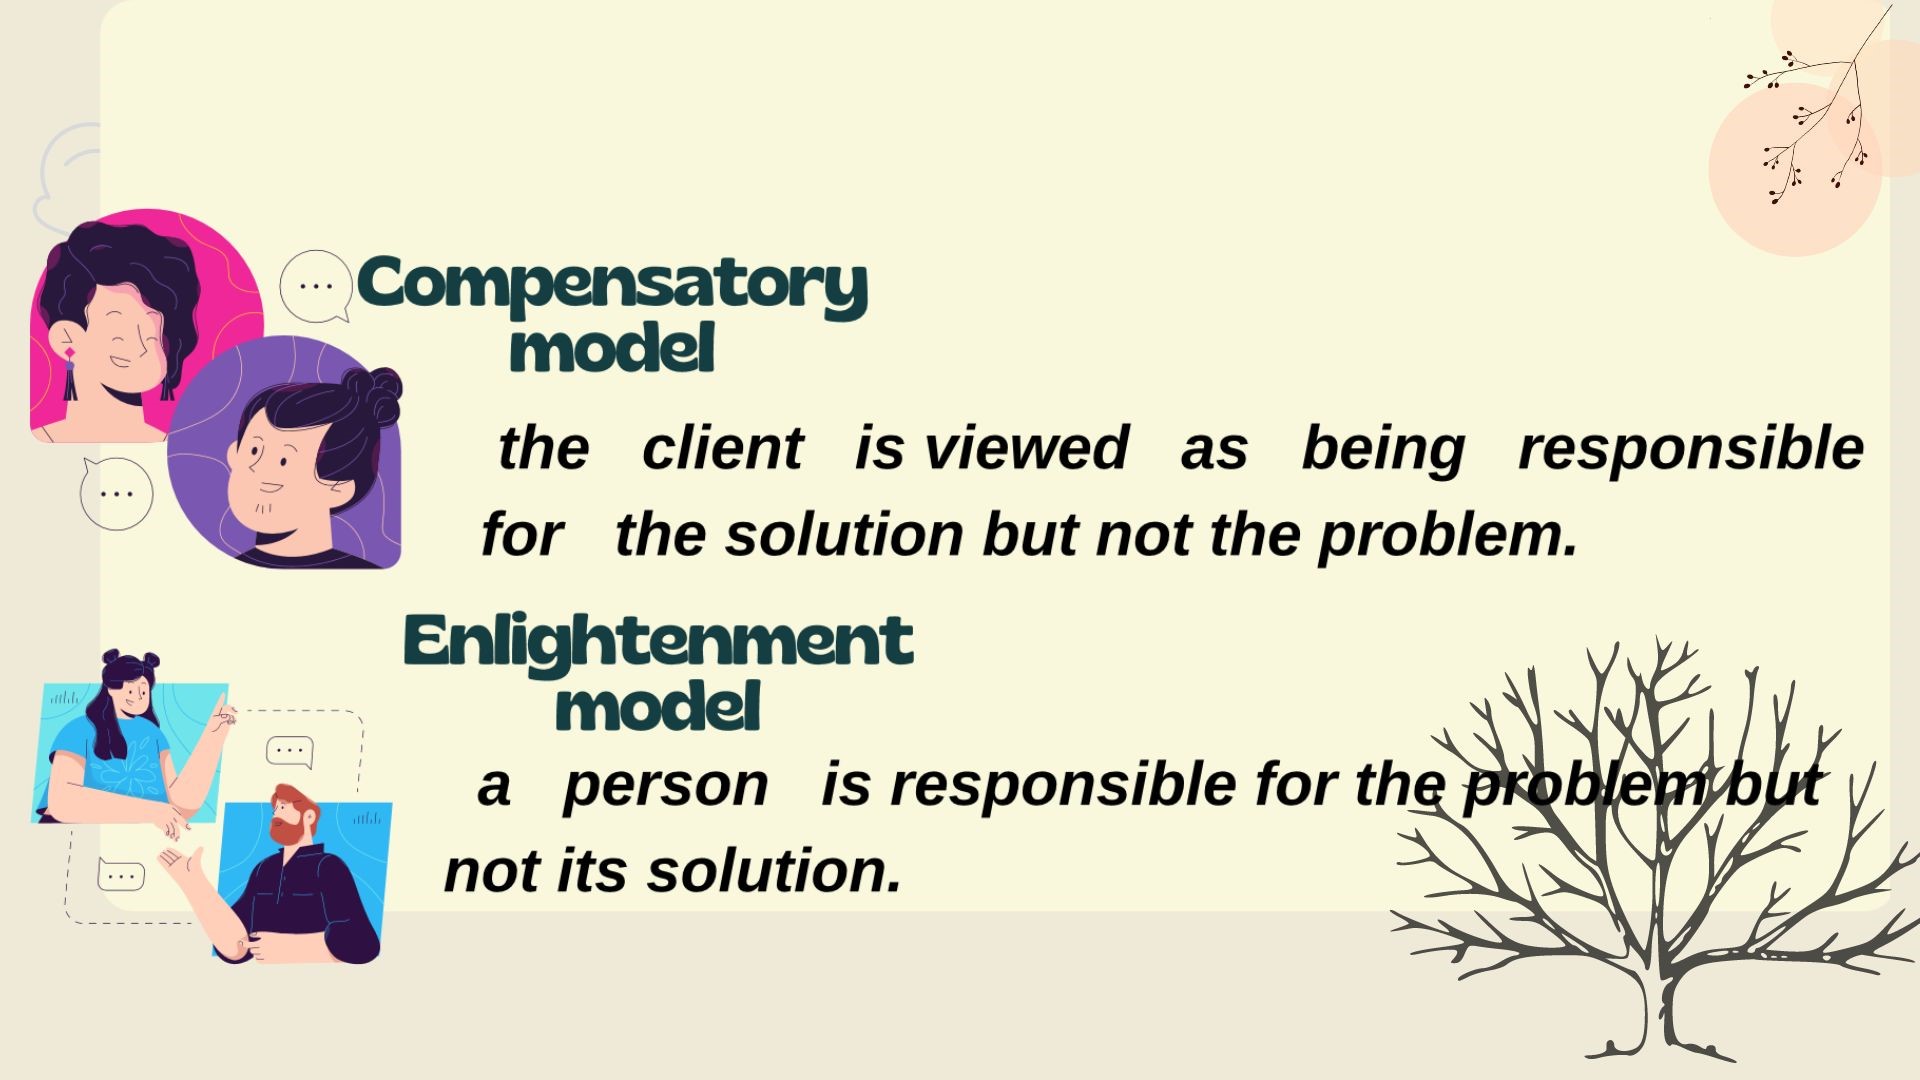 Compensatory
model
the client is viewed as being responsible
for the solution but not the problem.
Enlightenment
model
a person is responsible for the problem but
not its solution.